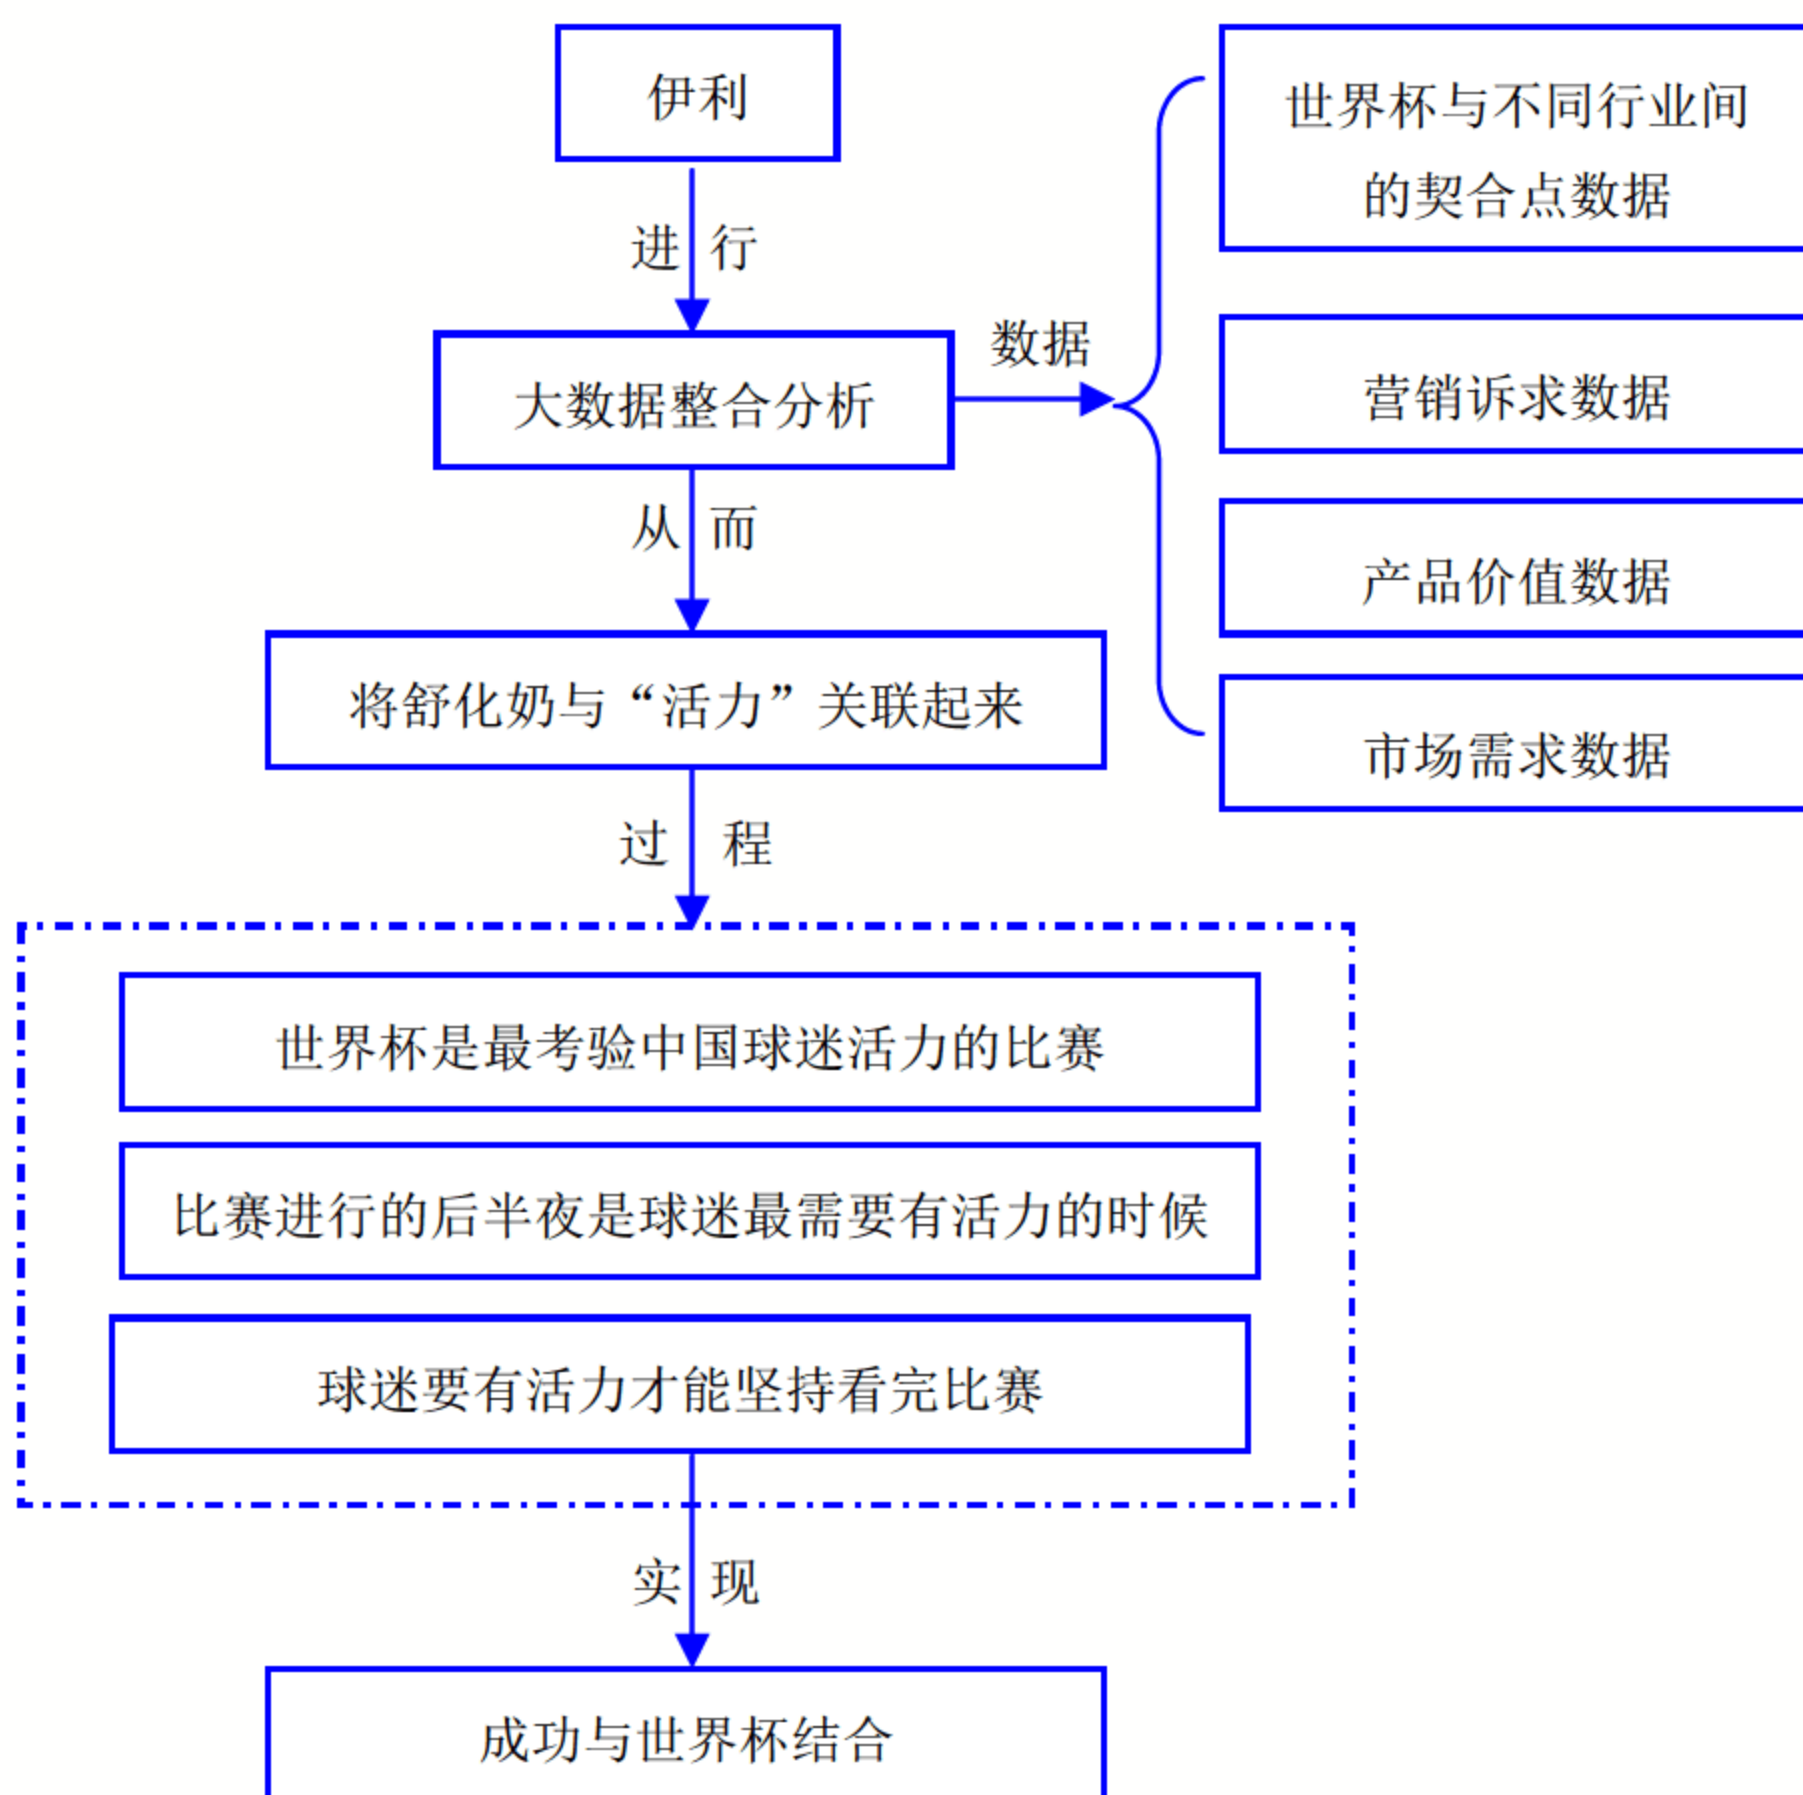 伊利
进 行
大数据整合分析
数据
世界杯与不同行业间
的契合点数据
营销诉求数据
产品价值数据
市场需求数据
从 而
将舒化奶与“活力”关联起来
过 程
世界杯是最考验中国球迷活力的比赛
比赛进行的后半夜是球迷最需要有活力的时候
球迷要有活力才能坚持看完比赛
实 现
成功与世界杯结合